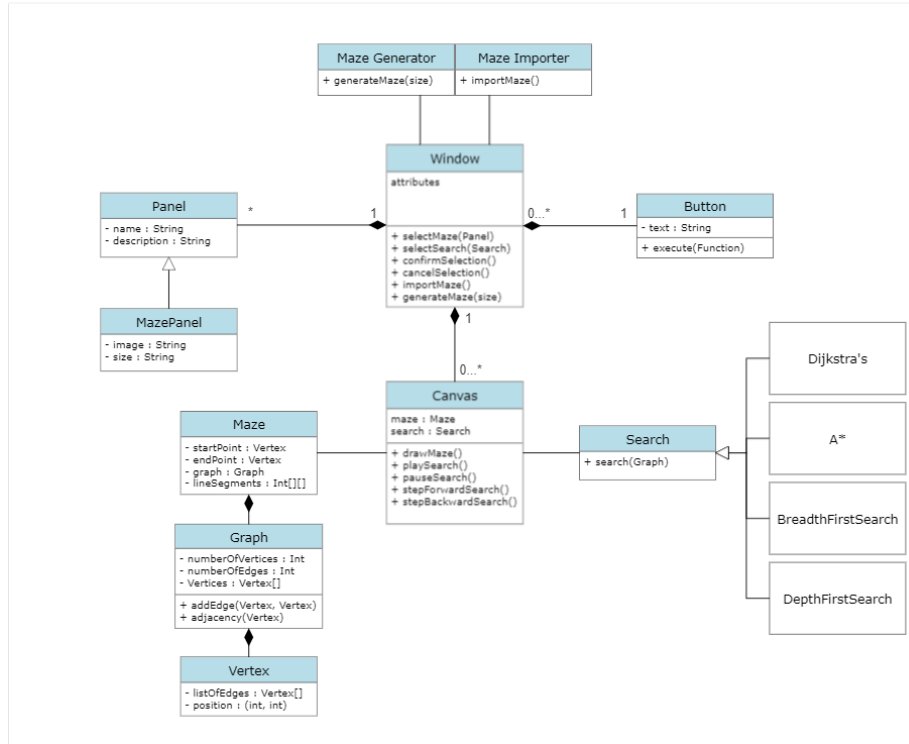 Maze Generator
+ generateMaze(size)
Maze Importer
+ importMaze()
Window
attributes
+ selectMaze(Panel)
+ selectSearch(Search)
+ confirmSelection()
+ cancelSelection()
+ importMaze()
+ generateMaze(size)
Panel
- name : String
- description : String
*
1
0...*
1
Button
- text : String
+ execute(Function)
MazePanel
- image : String
- size : String
1
0...*
Canvas
maze : Maze
search : Search
+ drawMaze()
+ playSearch()
+ pauseSearch()
+ stepForwardSearch()
+ stepBackwardSearch()
Maze
- startPoint : Vertex
- endPoint : Vertex
- graph : Graph
- lineSegments : Int[][]
Search
+ search(Graph)
Dijkstra's
A*
BreadthFirstSearch
DepthFirstSearch
Graph
- numberOfVertices : Int
- numberOfEdges : Int
- Vertices : Vertex[]
+ addEdge(Vertex, Vertex)
+ adjacency(Vertex)
Vertex
- listOfEdges : Vertex[]
- position : (int, int)